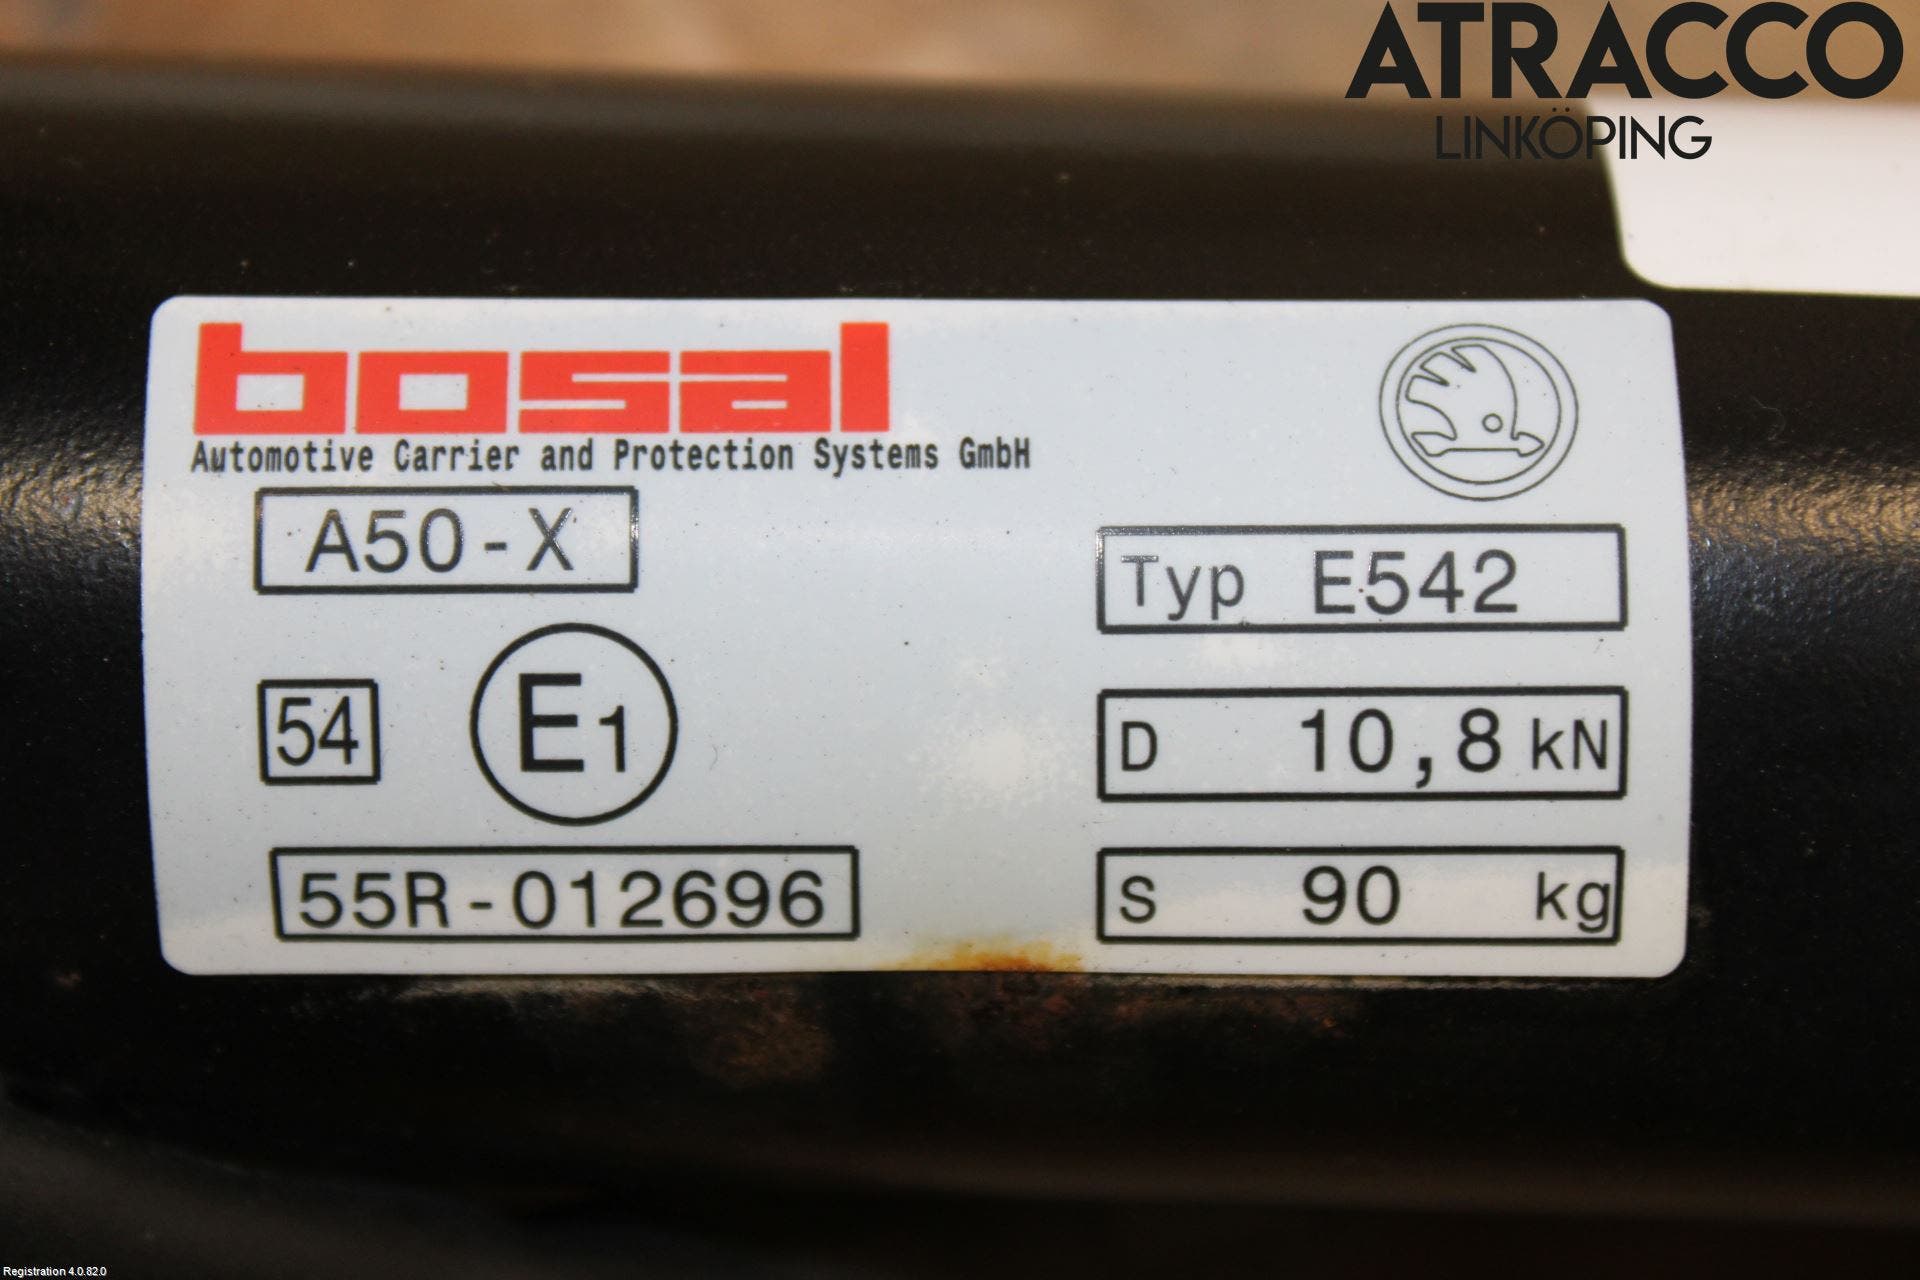 ATRACCO
LINKÖPING
bosal
Automotive Carrier and Protection Systems GmbH
A50-X
Typ E542
54
E1
D 10,8 kN
55R-012696
S 90 kg
Registration 4.0.82.0